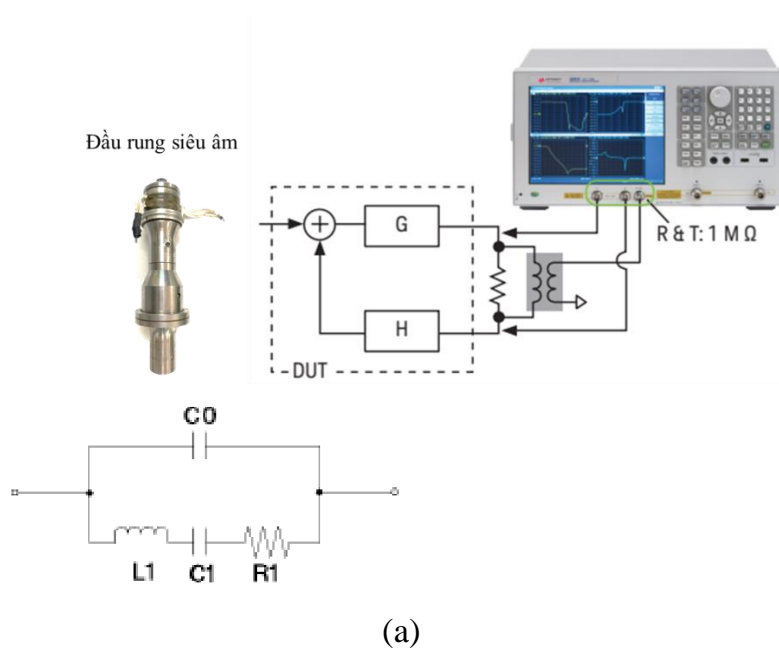 Đầu rung siêu âm
G
R & T: 1 M Ω
H
DUT
C0
L1
C1
R1
(a)